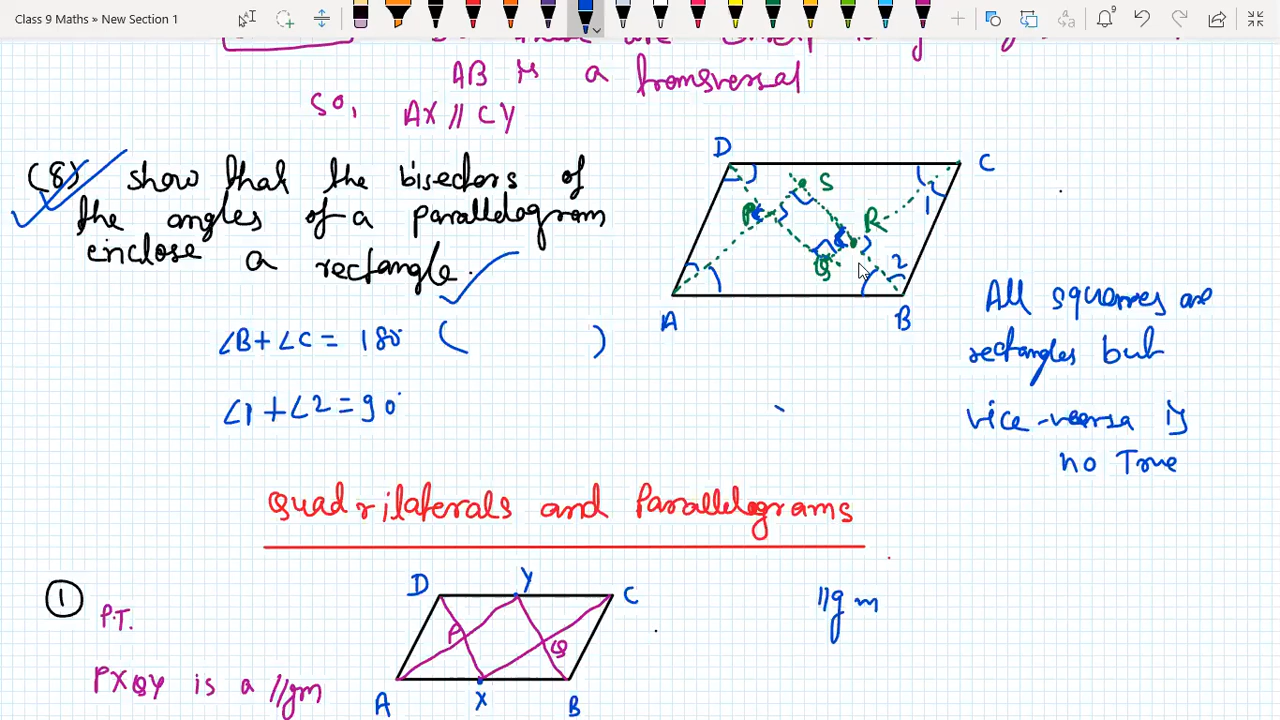 Class 9 Maths » New Section 1
AB is a transversal
so, AX // CY
(8) show that the bisectors of
the angles of a parallelogram
enclose a rectangle.
∠B + ∠C = 180° ( )
∠1 + ∠2 = 90°
D C
S
P R
1
Q 2
A B
All squares are
rectangles but
vice-versa is
no True
Quadrilaterals and Parallelograms
1
P.T.
PXQY is a //gm
D Y C
P Q
A X B
//gm